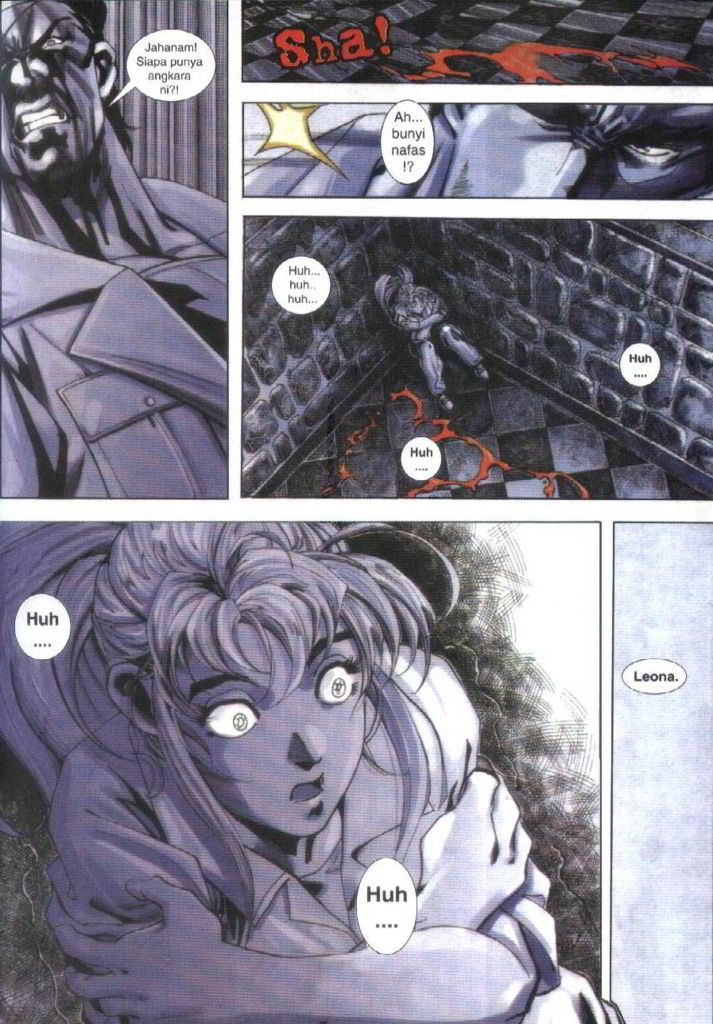 Jahanam!
Siapa punya
angkara
ni?!
Sha!
Ah...
bunyi
nafas
!?
Huh...
huh..
huh...
Huh
....
Huh
....
Huh
....
Huh
....
Leona.